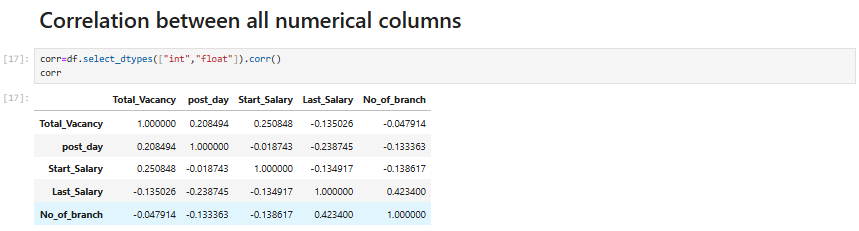 Correlation between all numerical columns
[17]: corr=df.select_dtypes(["int","float"]).corr()
corr
[17]: Total_Vacancy post_day Start_Salary Last_Salary No_of_branch
Total_Vacancy 1.000000 0.208494 0.250848 -0.135026 -0.047914
post_day 0.208494 1.000000 -0.018743 -0.238745 -0.133363
Start_Salary 0.250848 -0.018743 1.000000 -0.134917 -0.138617
Last_Salary -0.135026 -0.238745 -0.134917 1.000000 0.423400
No_of_branch -0.047914 -0.133363 -0.138617 0.423400 1.000000